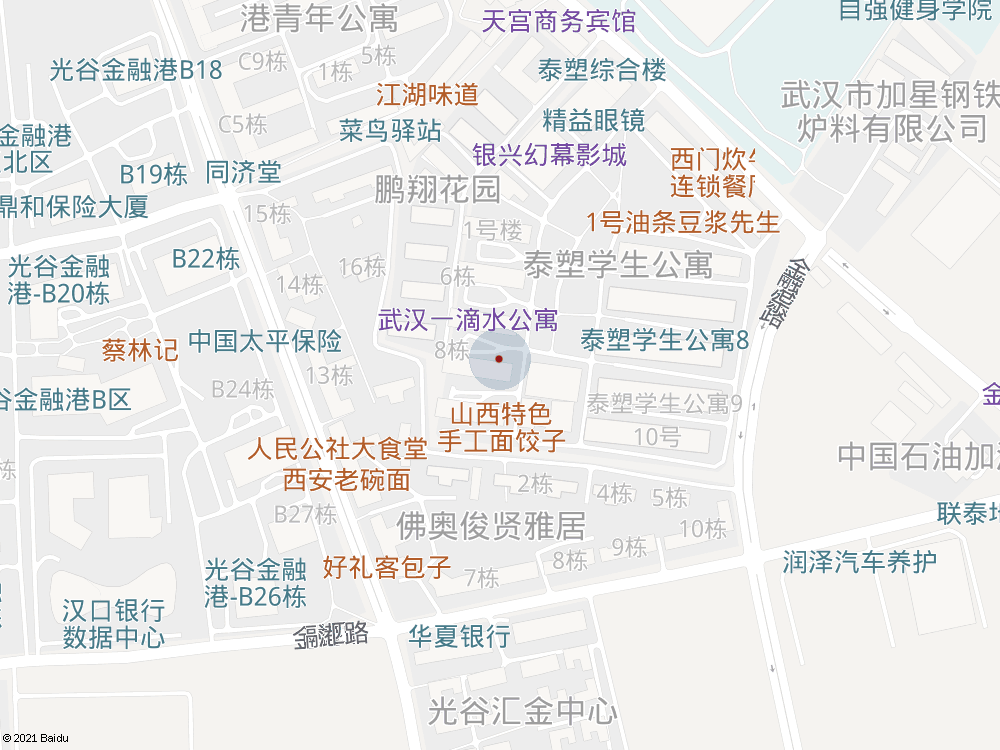 港青年公寓
天宫商务宾馆
自强健身学院
光谷金融港B18
C9栋
1栋
5栋
泰塑综合楼
江湖味道
武汉市加星钢铁
炉料有限公司
C5栋
菜鸟驿站
精益眼镜
金融港
北区
B19栋
同济堂
银兴幻幕影城
西门炊
连锁餐
鼎和保险大厦
15栋
鹏翔花园
1号楼
1号油条豆浆先生
光谷金融
港-B20栋
B22栋
14栋
16栋
6栋
泰塑学生公寓
金融港路
武汉一滴水公寓
蔡林记
中国太平保险
8栋
泰塑学生公寓8
谷金融港B区
B24栋
13栋
泰塑学生公寓9
金
山西特色
手工面饺子
10号
人民公社大食堂
西安老碗面
中国石油加
栋
B27栋
2栋
4栋
5栋
联泰
佛奥俊贤雅居
10栋
9栋
8栋
7栋
好礼客包子
光谷金融
港-B26栋
润泽汽车养护
汉口银行
数据中心
华夏银行
光谷汇金中心
© 2021 Baidu